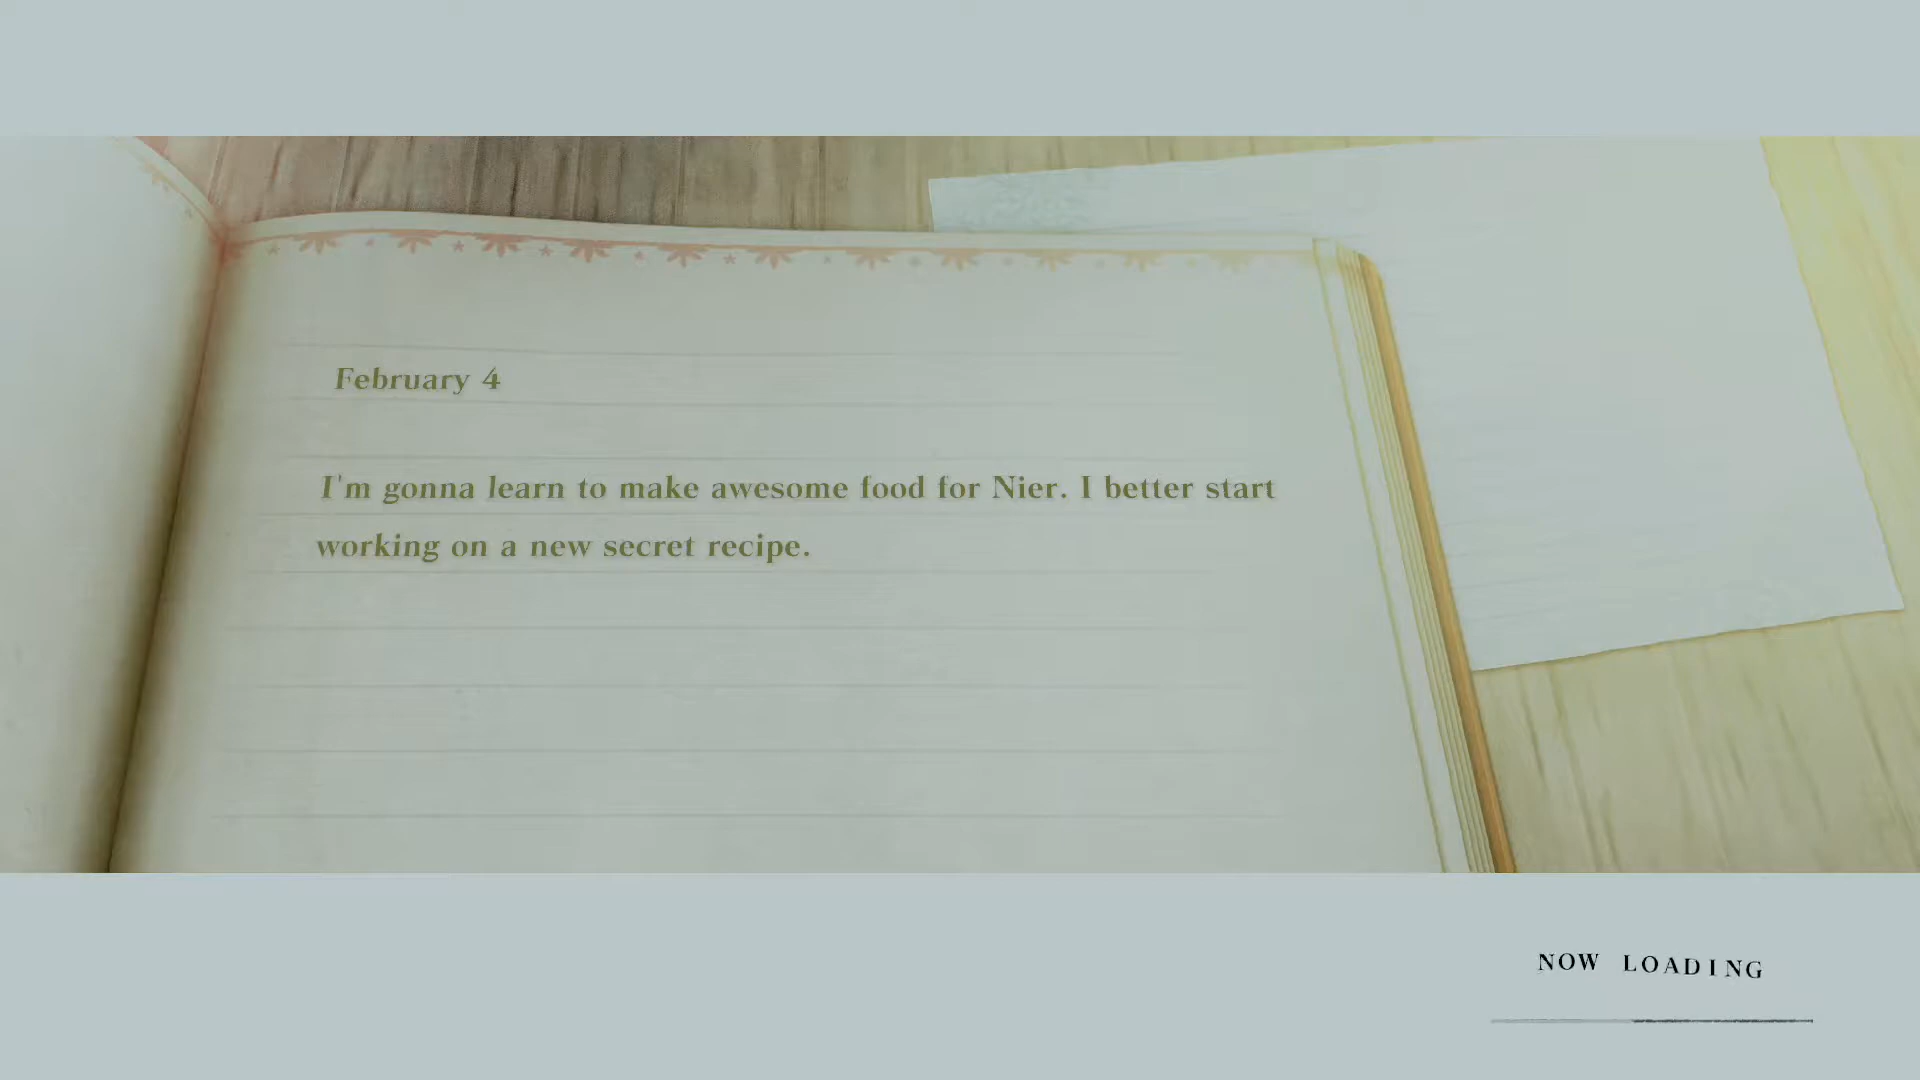 February 4
I'm gonna learn to make awesome food for Nier. I better start
working on a new secret recipe.
NOW LOADING